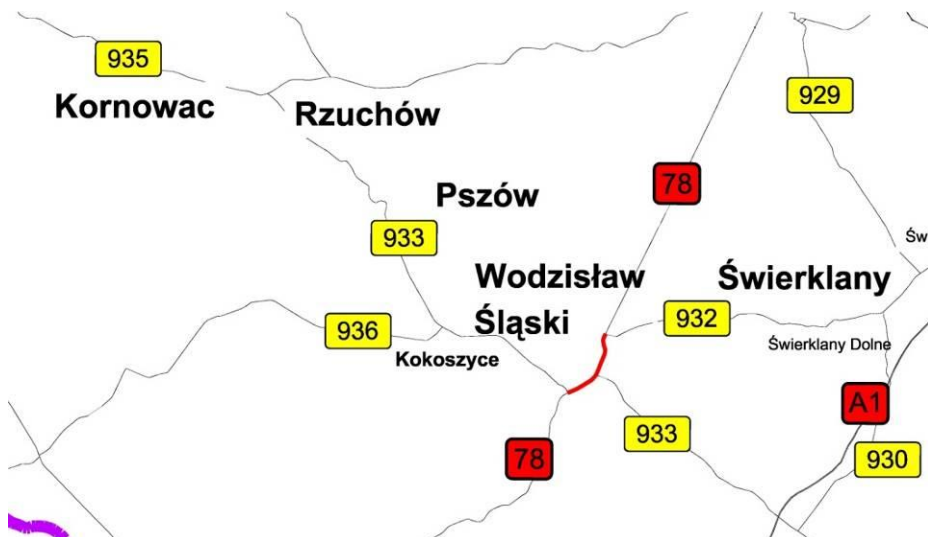 935
929
Kornowac
Rzuchów
78
Pszów
933
Św
Wodzisław
Śląski
Świerklany
936
932
Kokoszyce
Świerklany Dolne
A1
933
78
930